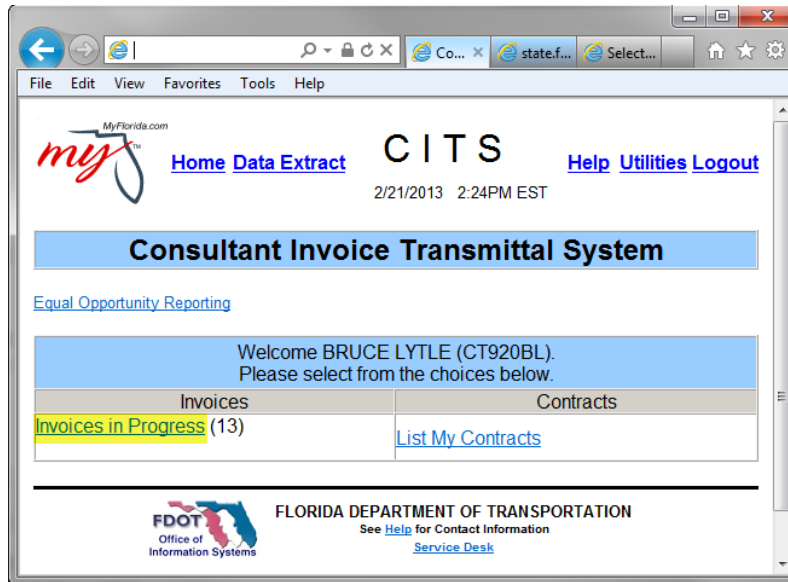 Co...
state.f...
Select...
File Edit View Favorites Tools Help
MyFlorida.com
my TM
Home Data Extract
CITS
Help Utilities Logout
2/21/2013 2:24PM EST
Consultant Invoice Transmittal System
Equal Opportunity Reporting
Welcome BRUCE LYTLE (CT920BL).
Please select from the choices below.
Invoices
Contracts
Invoices in Progress (13)
List My Contracts
FDOT
Office of
Information Systems
FLORIDA DEPARTMENT OF TRANSPORTATION
See Help for Contact Information
Service Desk